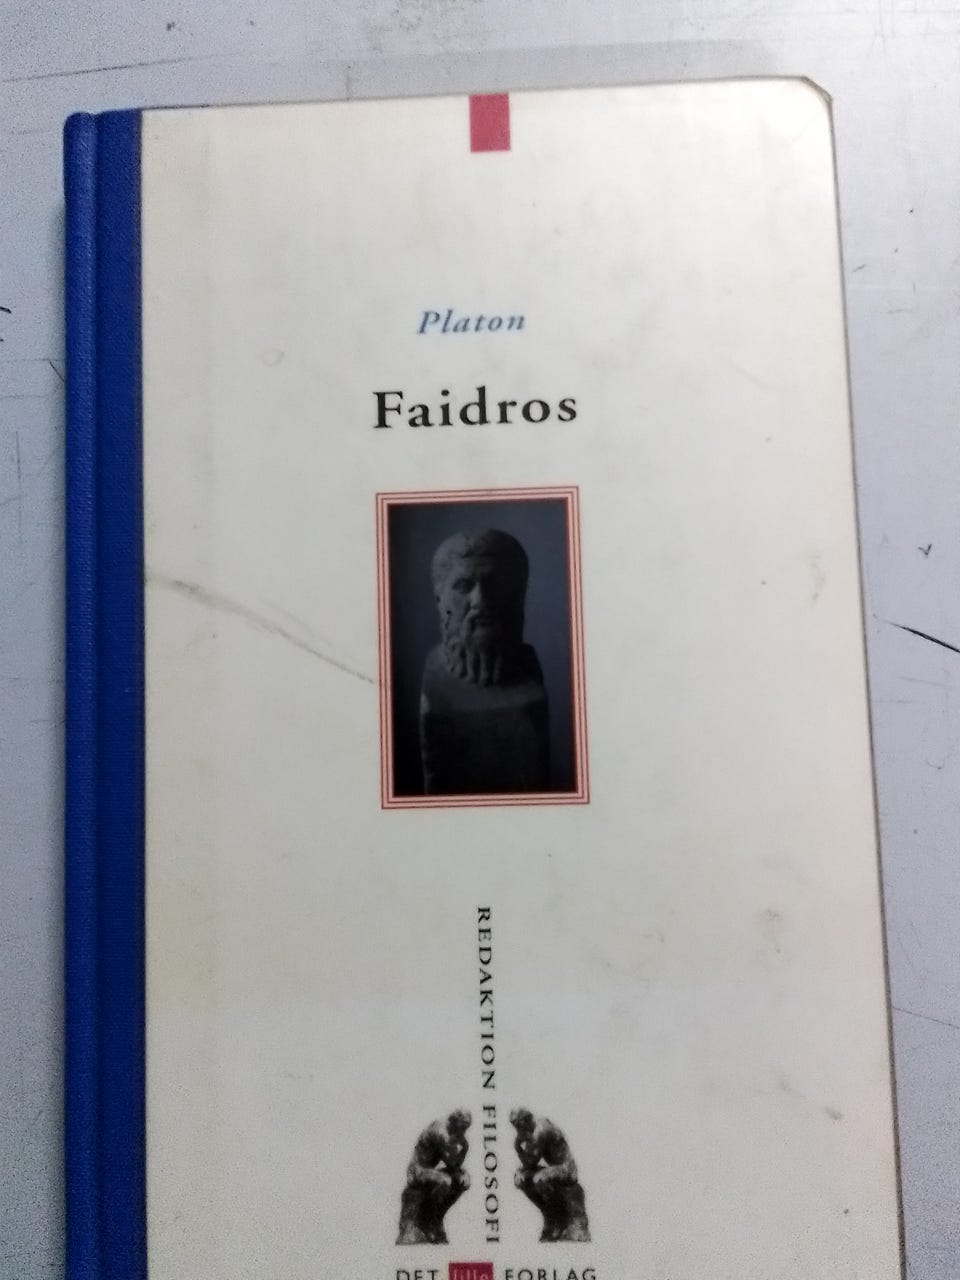 Platon
Faidros
REDAKTION FILOSOFI
DET lille FORLAG